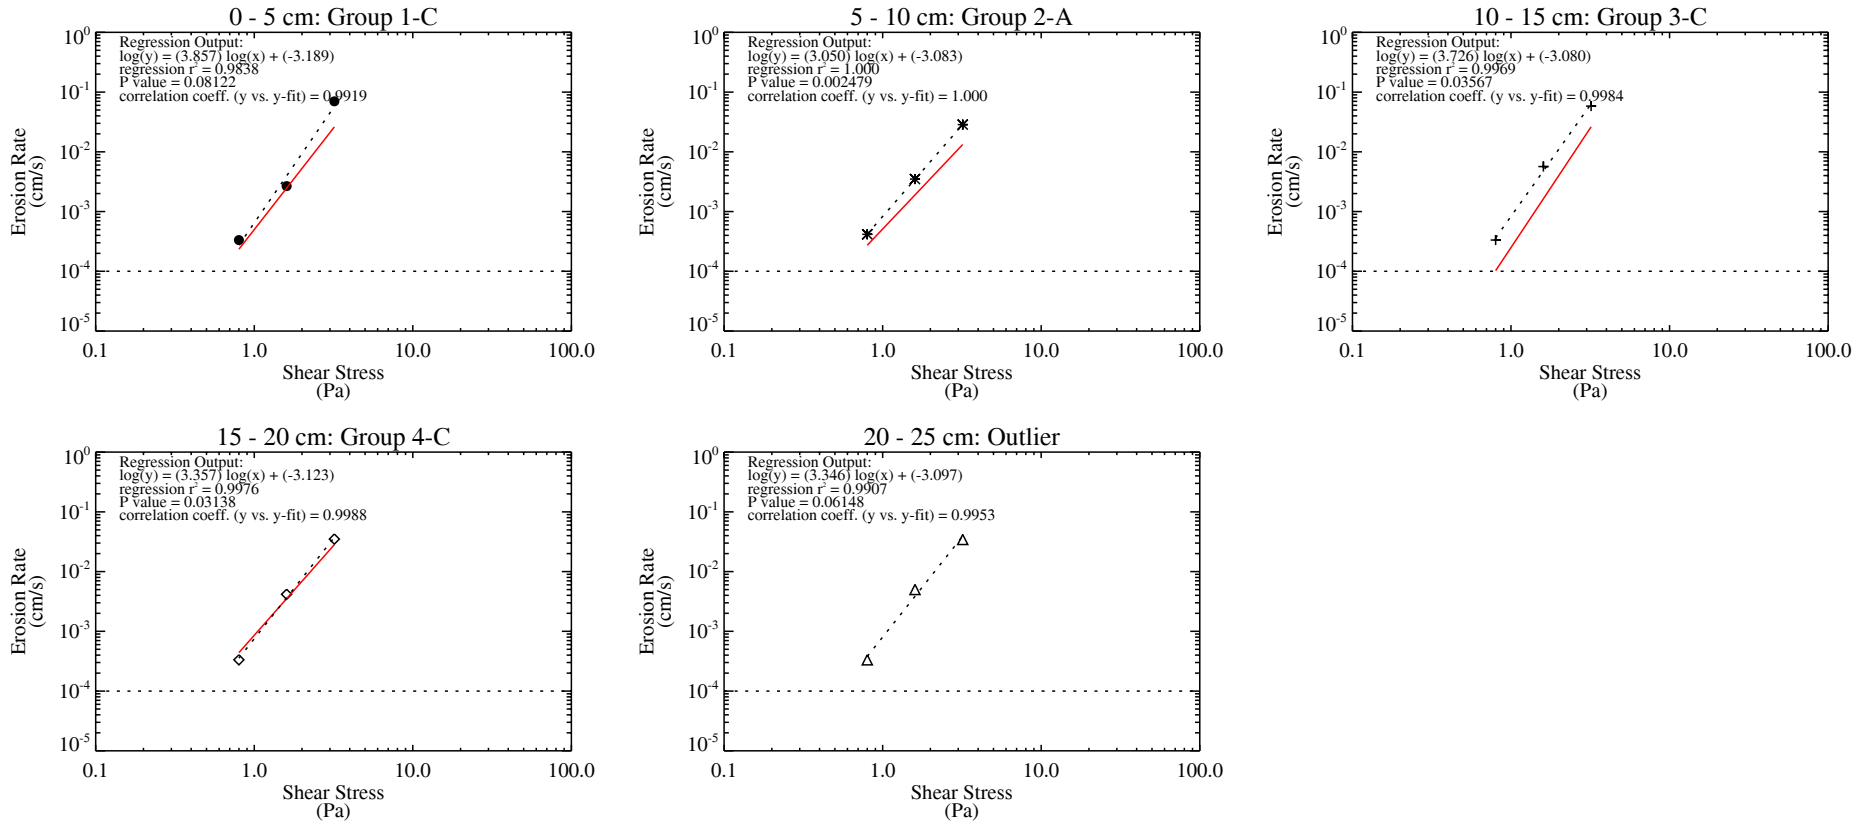 0 - 5 cm: Group 1-C
Regression Output:
log(y) = (3.857) log(x) + (-3.189)
regression r² = 0.9838
P value = 0.08122
correlation coeff. (y vs. y-fit) = 0.9919
10⁰
10⁻¹
10⁻²
10⁻³
10⁻⁴
10⁻⁵
Erosion Rate
(cm/s)
0.1 1.0 10.0 100.0
Shear Stress
(Pa)
5 - 10 cm: Group 2-A
Regression Output:
log(y) = (3.050) log(x) + (-3.083)
regression r² = 1.000
P value = 0.002479
correlation coeff. (y vs. y-fit) = 1.000
10⁰
10⁻¹
10⁻²
10⁻³
10⁻⁴
10⁻⁵
Erosion Rate
(cm/s)
0.1 1.0 10.0 100.0
Shear Stress
(Pa)
10 - 15 cm: Group 3-C
Regression Output:
log(y) = (3.726) log(x) + (-3.080)
regression r² = 0.9969
P value = 0.03567
correlation coeff. (y vs. y-fit) = 0.9984
10⁰
10⁻¹
10⁻²
10⁻³
10⁻⁴
10⁻⁵
Erosion Rate
(cm/s)
0.1 1.0 10.0 100.0
Shear Stress
(Pa)
15 - 20 cm: Group 4-C
Regression Output:
log(y) = (3.357) log(x) + (-3.123)
regression r² = 0.9976
P value = 0.03138
correlation coeff. (y vs. y-fit) = 0.9988
10⁰
10⁻¹
10⁻²
10⁻³
10⁻⁴
10⁻⁵
Erosion Rate
(cm/s)
0.1 1.0 10.0 100.0
Shear Stress
(Pa)
20 - 25 cm: Outlier
Regression Output:
log(y) = (3.346) log(x) + (-3.097)
regression r² = 0.9907
P value = 0.06148
correlation coeff. (y vs. y-fit) = 0.9953
10⁰
10⁻¹
10⁻²
10⁻³
10⁻⁴
10⁻⁵
Erosion Rate
(cm/s)
0.1 1.0 10.0 100.0
Shear Stress
(Pa)